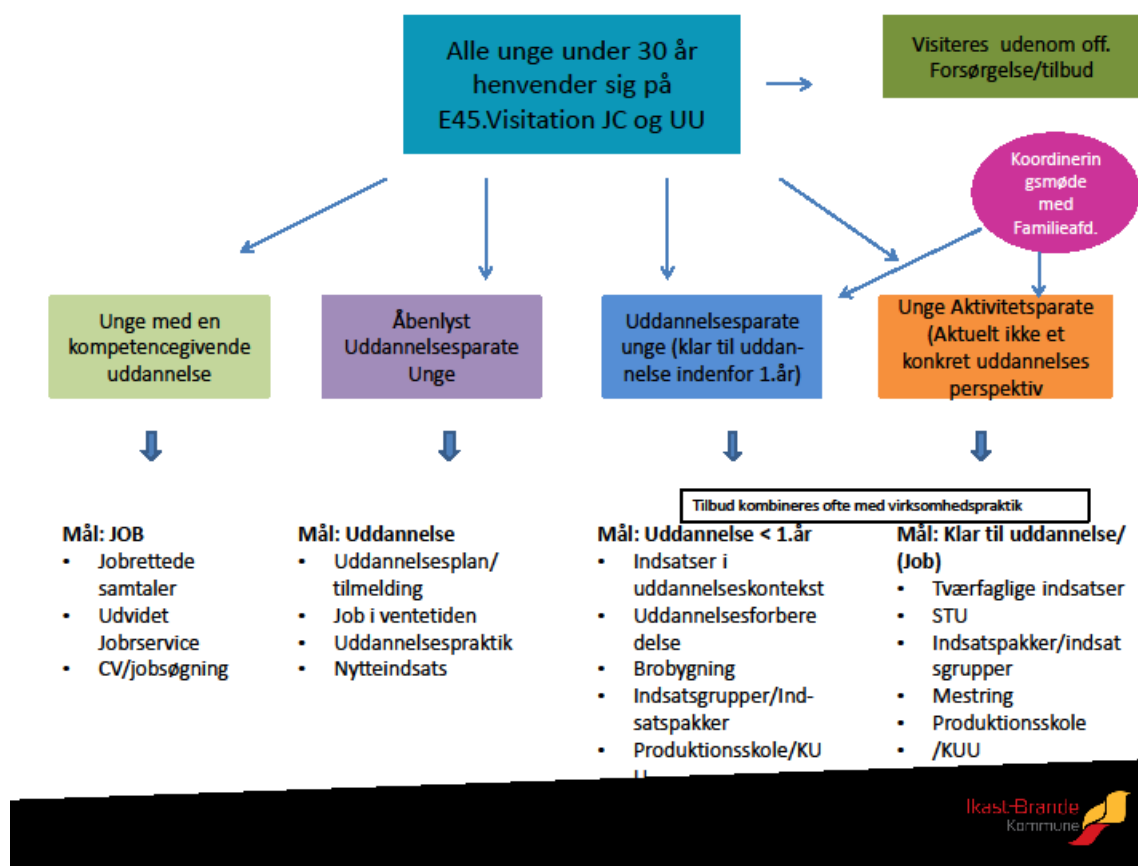 Alle unge under 30 år
henvender sig på
E45.Visitation JC og UU
Visiteres udenom off.
Forsørgelse/tilbud
Koordinerin
gsmøde
med
Familieafd.
Unge med en
kompetencegivende
uddannelse
Åbenlyst
Uddannelsesparate
Unge
Uddannelsesparate
unge (klar til uddan-
nelse indenfor 1.år)
Unge Aktivitetsparate
(Aktuelt ikke et
konkret uddannelses
perspektiv
Tilbud kombineres ofte med virksomhedspraktik
Mål: JOB
• Jobrettede
samtaler
• Udvidet
Jobrservice
• CV/jobsøgning
Mål: Uddannelse
• Uddannelsesplan/
tilmelding
• Job i ventetiden
• Uddannelsespraktik
• Nytteindsats
Mål: Uddannelse < 1.år
• Indsatser i
uddannelseskontekst
• Uddannelsesforbere
delse
• Brobygning
• Indsatsgrupper/Ind-
satspakker
• Produktionsskole/KU
U
Mål: Klar til uddannelse/
(Job)
• Tværfaglige indsatser
• STU
• Indsatspakker/indsat
sgrupper
• Mestring
• Produktionsskole
• /KUU
Ikast-Brande
Kommune